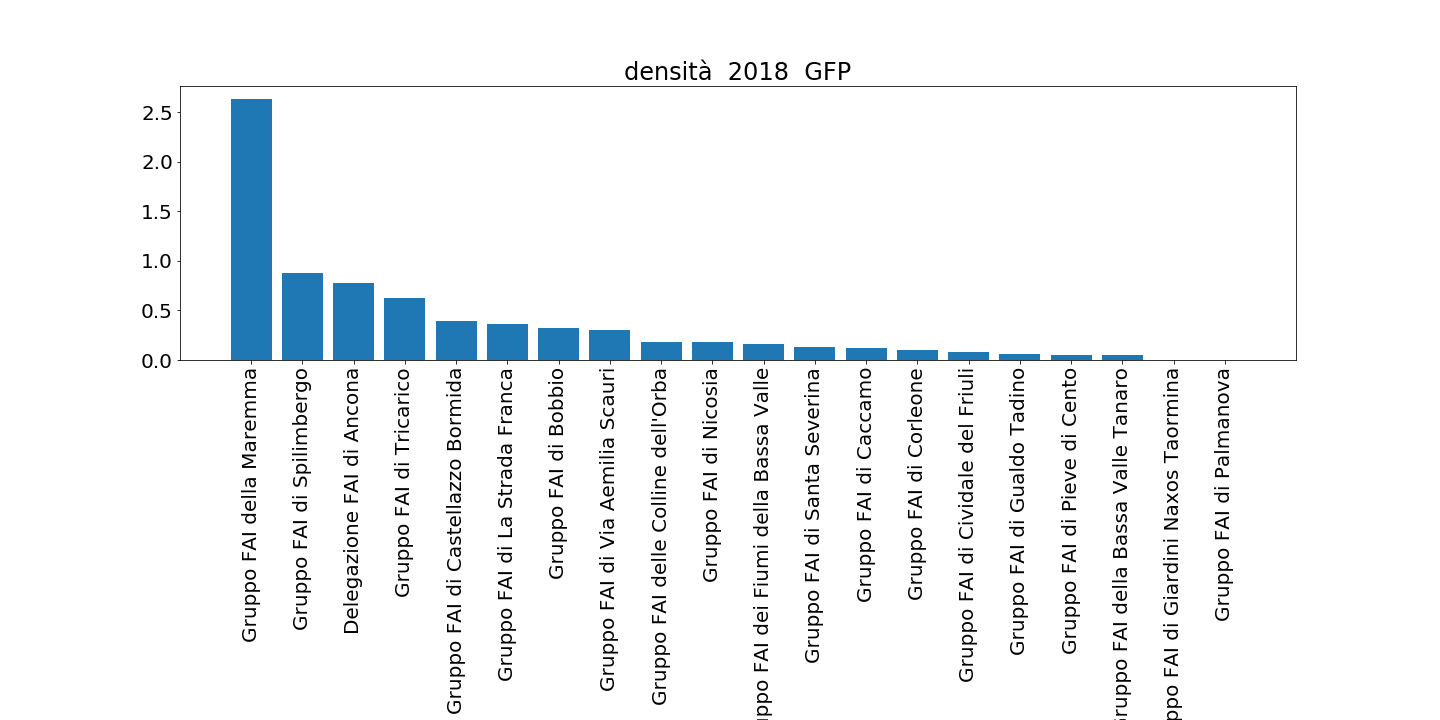 densità 2018 GFP
2.5
2.0
1.5
1.0
0.5
0.0
Gruppo FAI della Maremma
Gruppo FAI di Spilimbergo
Delegazione FAI di Ancona
Gruppo FAI di Tricarico
Gruppo FAI di Castellazzo Bormida
Gruppo FAI di La Strada Franca
Gruppo FAI di Bobbio
Gruppo FAI di Via Aemilia Scauri
Gruppo FAI delle Colline dell'Orba
Gruppo FAI di Nicosia
FAI dei Fiumi della Bassa Valle
Gruppo FAI di Santa Severina
Gruppo FAI di Caccamo
Gruppo FAI di Corleone
Gruppo FAI di Cividale del Friuli
Gruppo FAI di Gualdo Tadino
Gruppo FAI di Pieve di Cento
FAI della Bassa Valle Tanaro
FAI di Giardini Naxos Taormina
Gruppo FAI di Palmanova